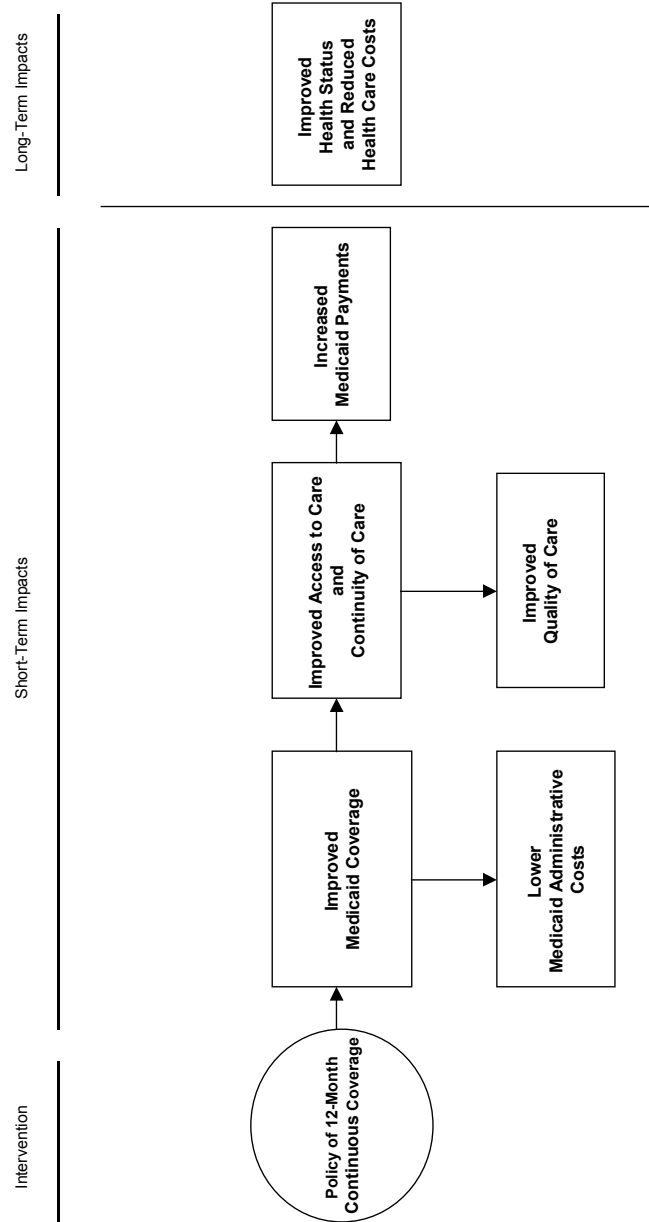 Intervention
Short-Term Impacts
Long-Term Impacts
Policy of 12-Month
Continuous Coverage
Improved
Medicaid Coverage
Improved Access to Care
and
Continuity of Care
Increased
Medicaid Payments
Improved
Health Status
and Reduced
Health Care Costs
Lower
Medicaid Administrative
Costs
Improved
Quality of Care